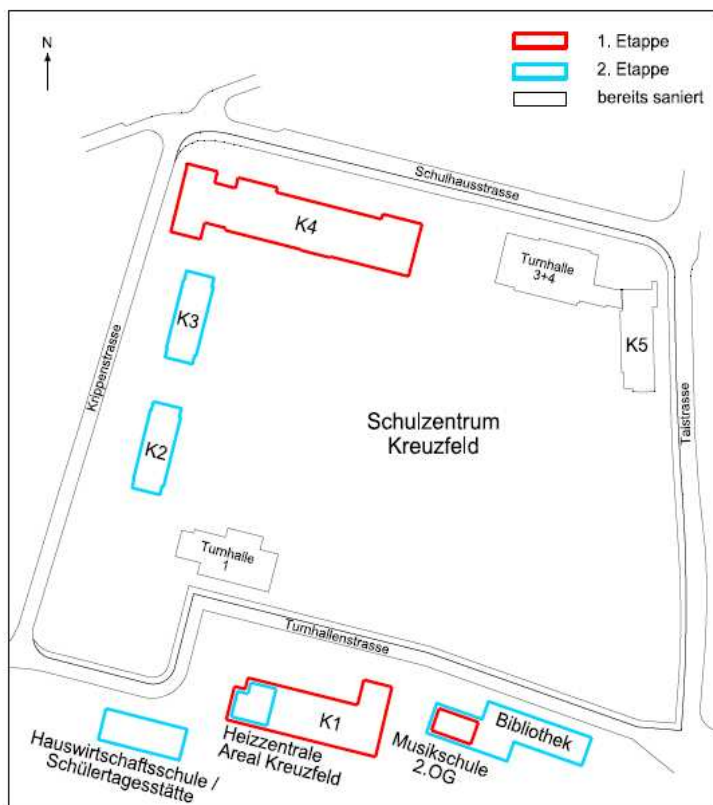 N
1. Etappe
2. Etappe
bereits saniert
Schulhausstrasse
K4
Turnhalle
3+4
K3
K5
Krippenstrasse
Talstrasse
Schulzentrum
Kreuzfeld
K2
Turnhalle
1
Turnhallenstrasse
K1
Bibliothek
Heizzentrale
Areal Kreuzfeld
Musikschule
2.OG
Hauswirtschaftsschule /
Schülertagesstätte